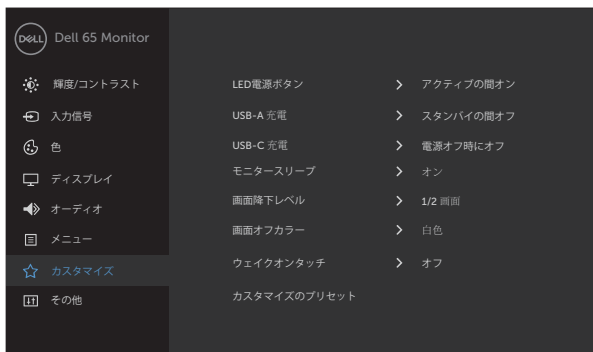 DELL Dell 65 Monitor
輝度/コントラスト
入力信号
色
ディスプレイ
オーディオ
メニュー
カスタマイズ
その他
LED電源ボタン > アクティブの間オン
USB-A 充電 > スタンバイの間オフ
USB-C 充電 > 電源オフ時にオフ
モニタースリープ > オン
画面降下レベル > 1/2 画面
画面オフカラー > 白色
ウェイクオンタッチ > オフ
カスタマイズのプリセット